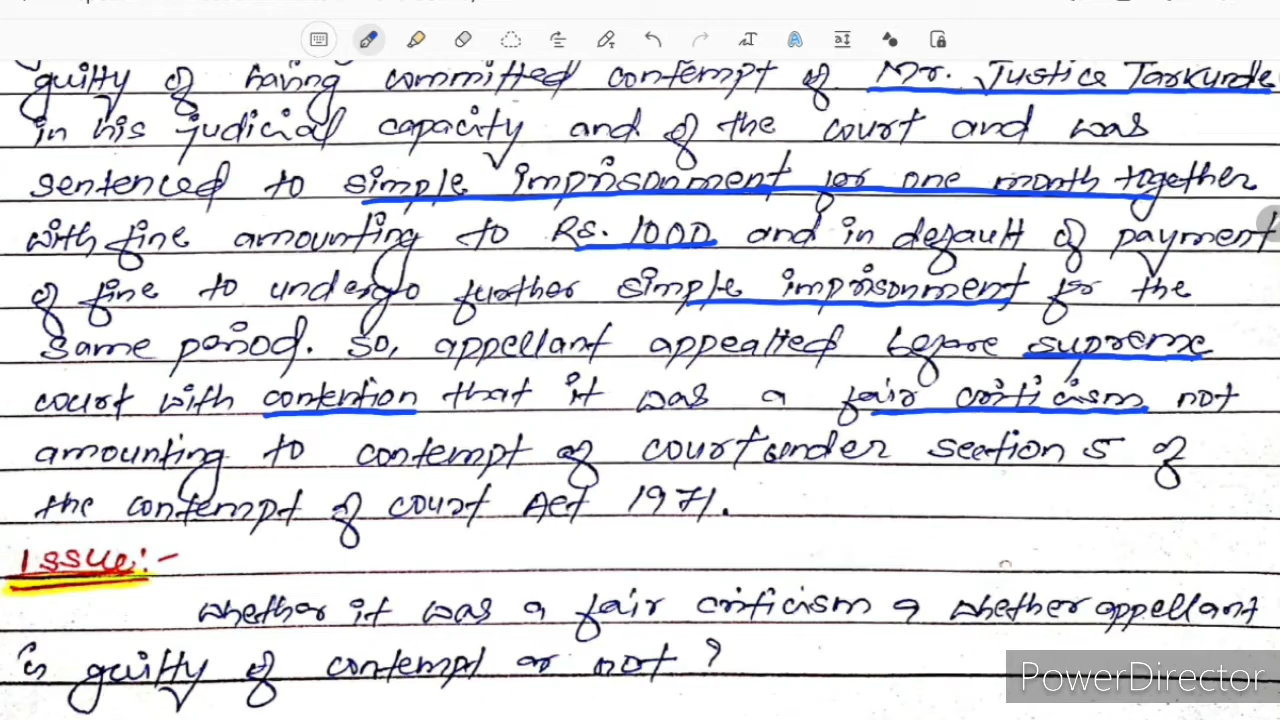 guilty of having committed contempt of Mr. Justice Tarkunde
in his judicial capacity and of the court and was
sentenced to simple imprisonment for one month together
with fine amounting to Rs. 1000 and in default of payment
of fine to undergo further simple imprisonment for the
same period. So, appellant appealted before supreme
court with contention that it was a fair criticism not
amounting to contempt of court under section 5 of
the contempt of court Act 1971.
Issue:-
whether it was a fair criticism ? whether appellant
is guilty of contempt or not ?
PowerDirector